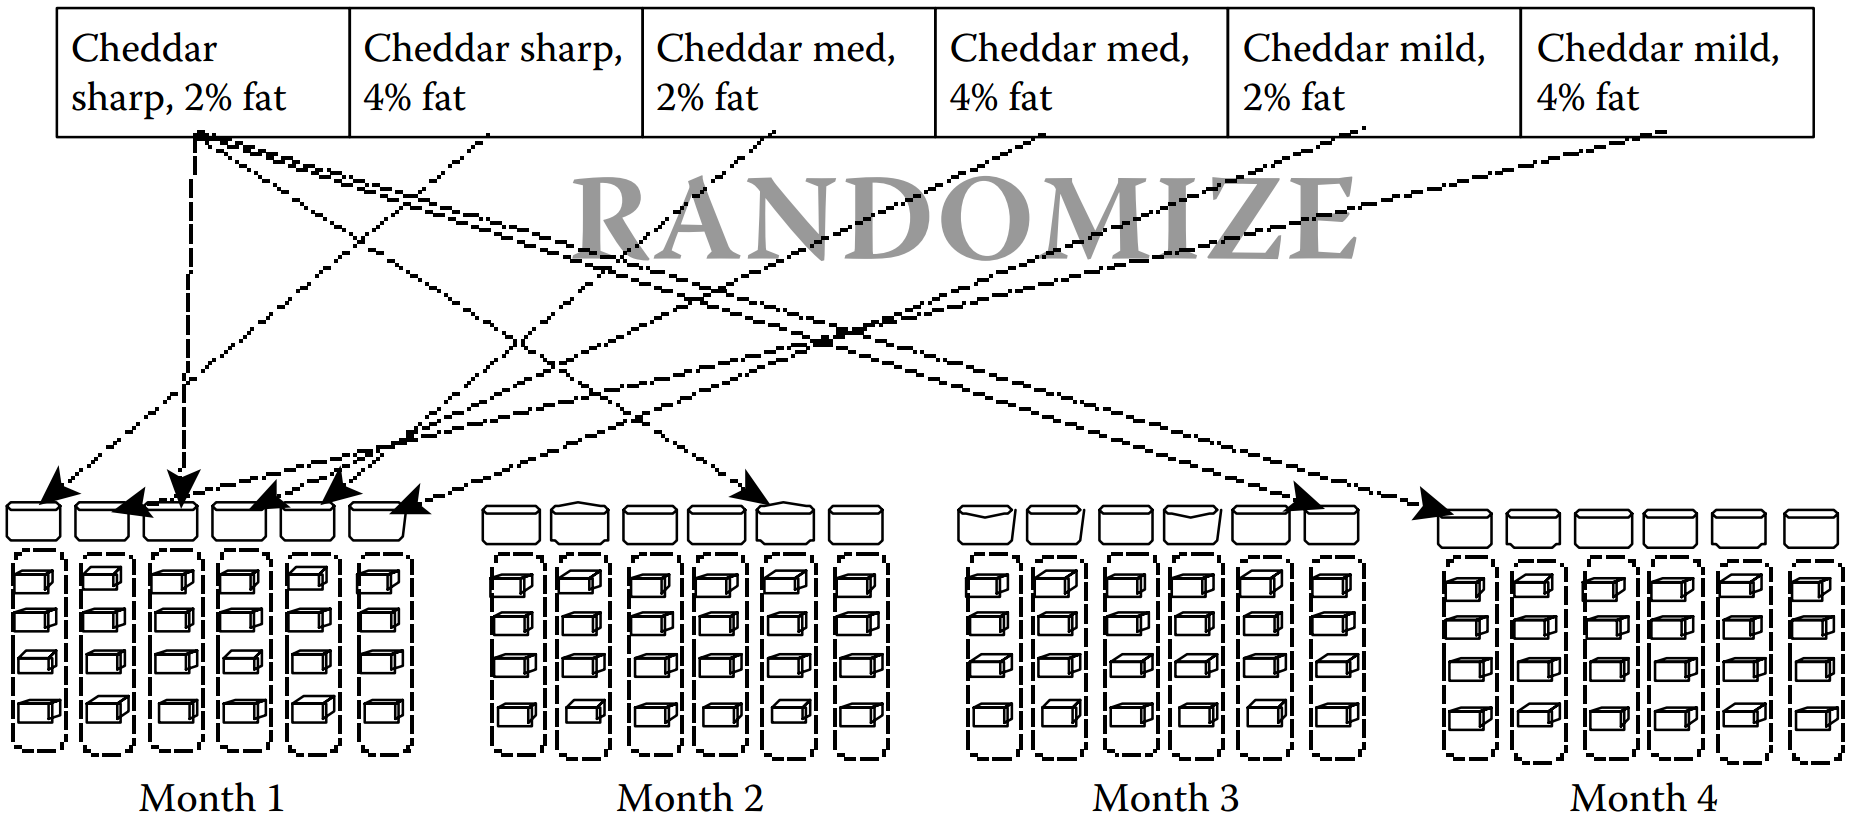 Cheddar
sharp, 2% fat
Cheddar sharp,
4% fat
Cheddar med,
2% fat
Cheddar med,
4% fat
Cheddar mild,
2% fat
Cheddar mild,
4% fat
RANDOMIZE
Month 1
Month 2
Month 3
Month 4